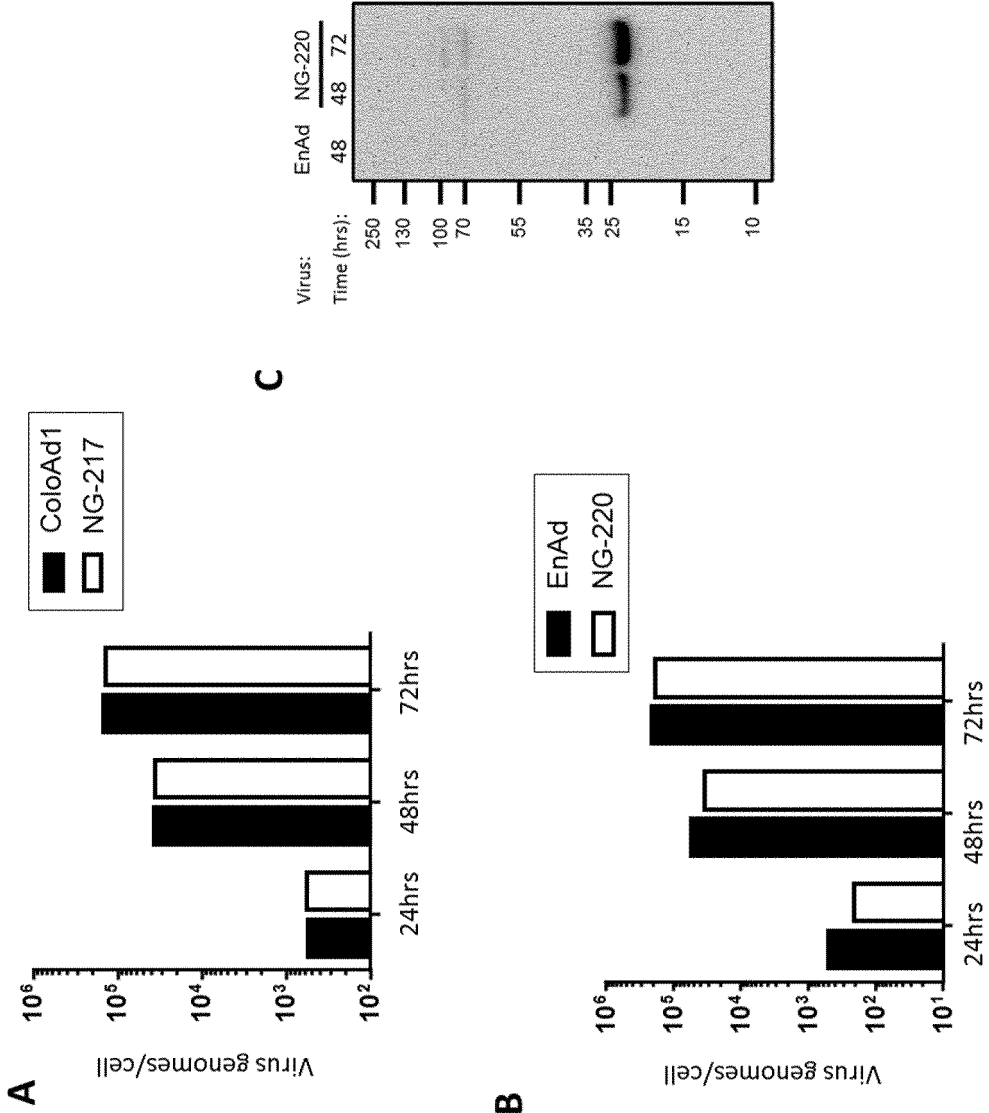 A
Virus genomes/cell
10⁶
10⁵
10⁴
10³
10²
24hrs
48hrs
72hrs
ColoAd1
NG-217
B
Virus genomes/cell
10⁶
10⁵
10⁴
10³
10²
10¹
24hrs
48hrs
72hrs
EnAd
NG-220
C
Virus: EnAd NG-220
Time (hrs): 48 48 72
250
130
100
70
55
35
25
15
10